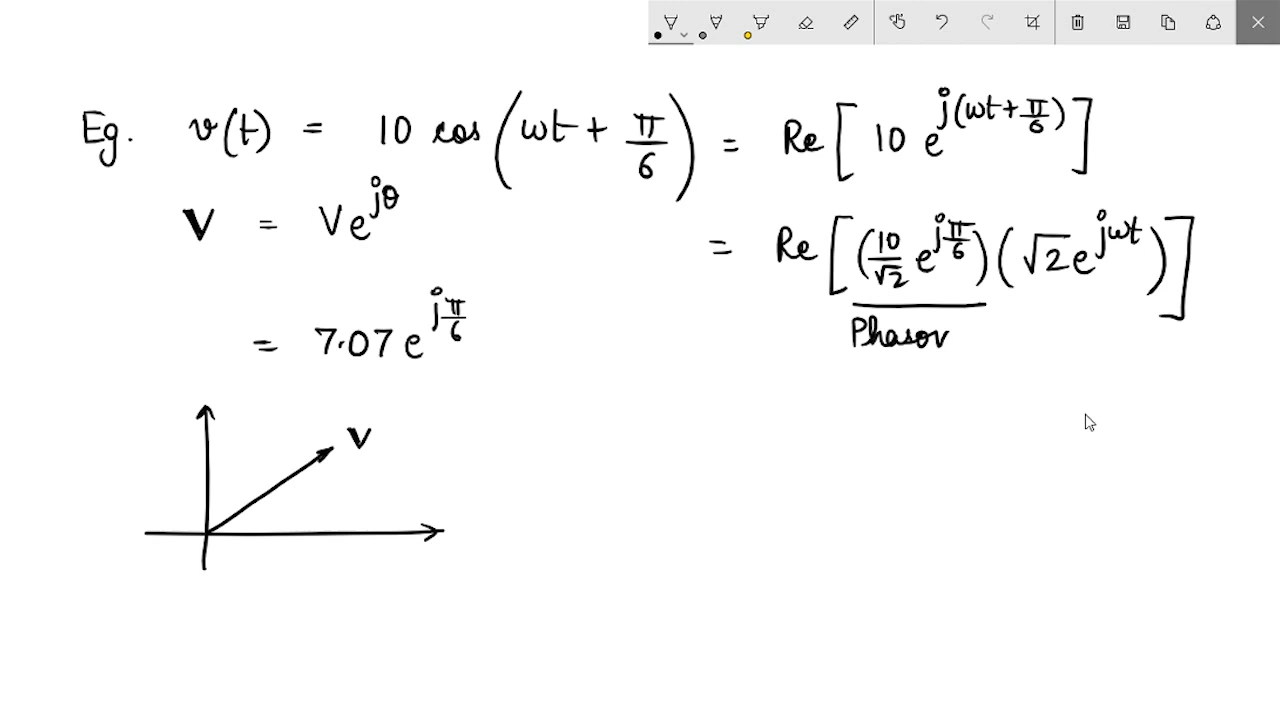 Eg. v(t) = 10 cos(ωt + π/6) = Re[10 e^{j(ωt+π/6)}]
V = Ve^{jθ}
= Re[(10/√2 e^{jπ/6})(√2 e^{jωt})]
Phasor
= 7.07 e^{jπ/6}
V